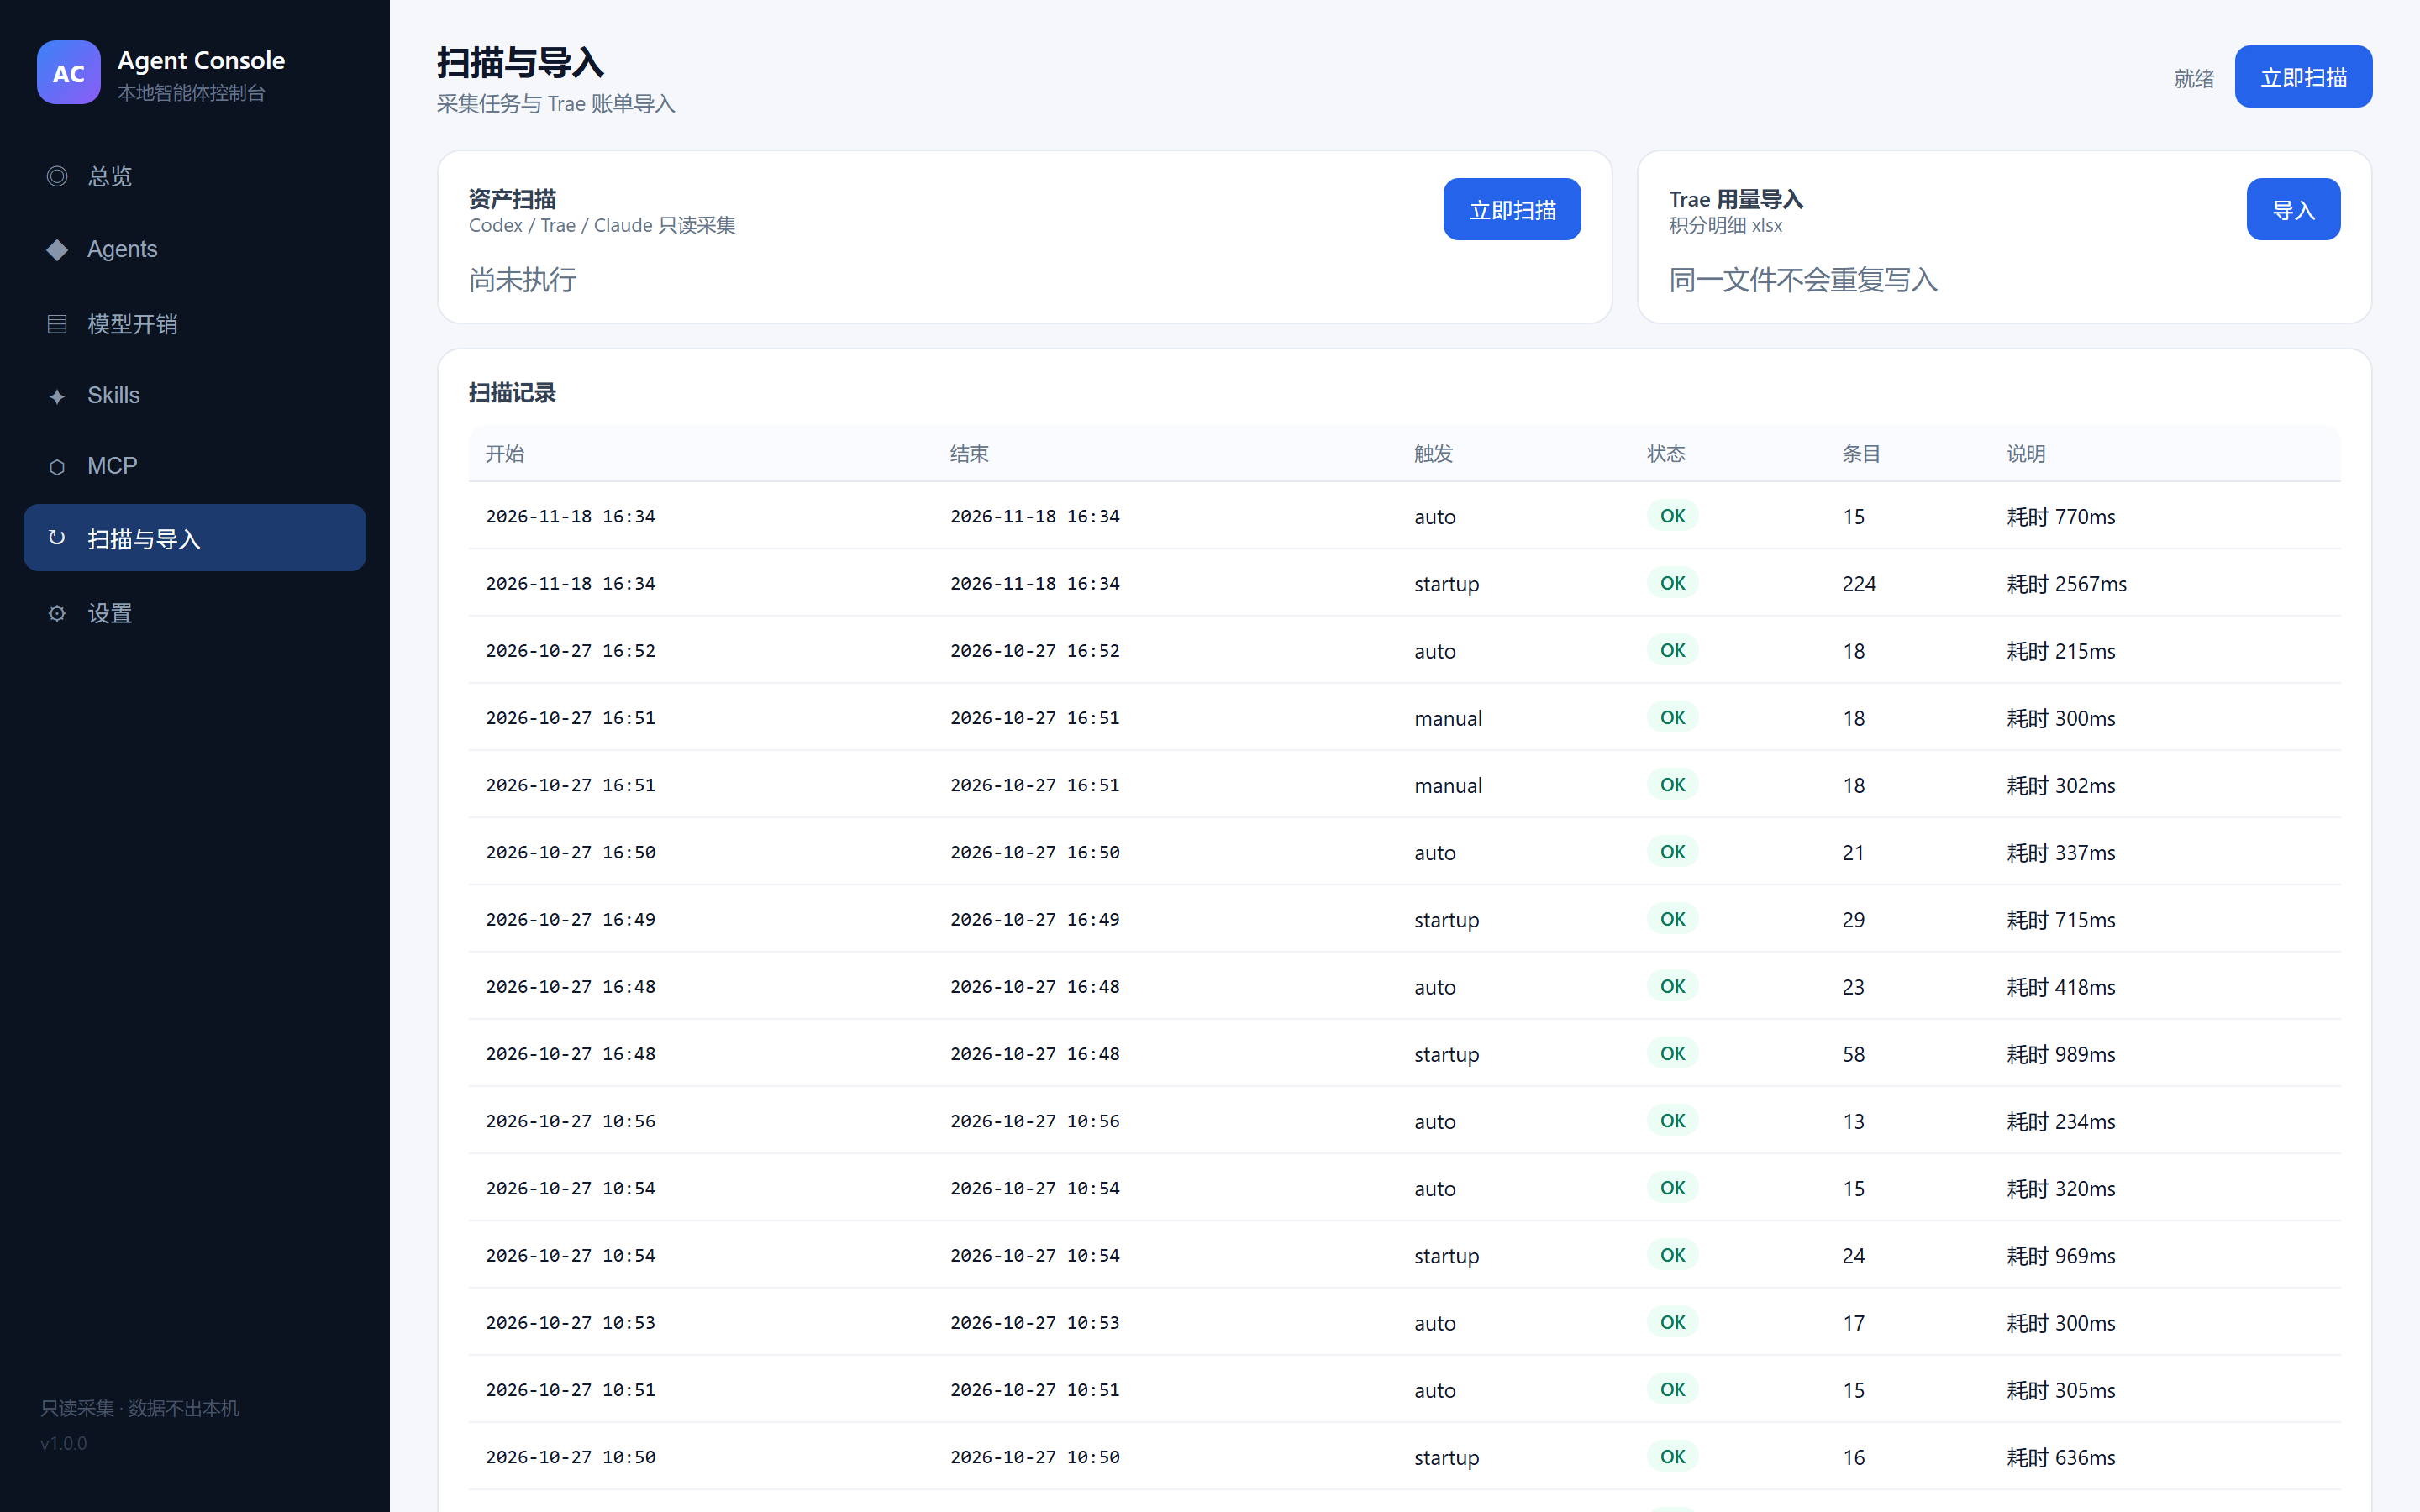 AC
Agent Console
本地智能体控制台
总览
Agents
模型开销
Skills
MCP
扫描与导入
设置
只读采集 · 数据不出本机
v1.0.0
扫描与导入
采集任务与 Trae 账单导入
就绪
立即扫描
资产扫描
Codex / Trae / Claude 只读采集
立即扫描
尚未执行
Trae 用量导入
积分明细 xlsx
导入
同一文件不会重复写入
扫描记录
开始 结束 触发 状态 条目 说明
2026-11-18 16:34 2026-11-18 16:34 auto OK 15 耗时 770ms
2026-11-18 16:34 2026-11-18 16:34 startup OK 224 耗时 2567ms
2026-10-27 16:52 2026-10-27 16:52 auto OK 18 耗时 215ms
2026-10-27 16:51 2026-10-27 16:51 manual OK 18 耗时 300ms
2026-10-27 16:51 2026-10-27 16:51 manual OK 18 耗时 302ms
2026-10-27 16:50 2026-10-27 16:50 auto OK 21 耗时 337ms
2026-10-27 16:49 2026-10-27 16:49 startup OK 29 耗时 715ms
2026-10-27 16:48 2026-10-27 16:48 auto OK 23 耗时 418ms
2026-10-27 16:48 2026-10-27 16:48 startup OK 58 耗时 989ms
2026-10-27 10:56 2026-10-27 10:56 auto OK 13 耗时 234ms
2026-10-27 10:54 2026-10-27 10:54 auto OK 15 耗时 320ms
2026-10-27 10:54 2026-10-27 10:54 startup OK 24 耗时 969ms
2026-10-27 10:53 2026-10-27 10:53 auto OK 17 耗时 300ms
2026-10-27 10:51 2026-10-27 10:51 auto OK 15 耗时 305ms
2026-10-27 10:50 2026-10-27 10:50 startup OK 16 耗时 636ms